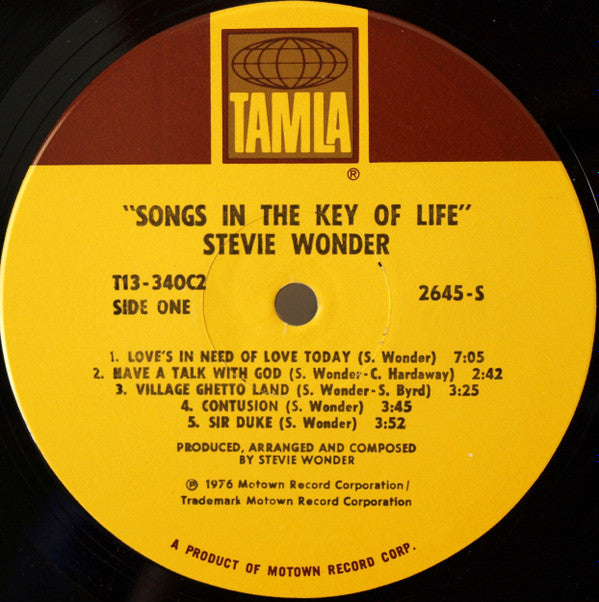 TAMLA
®
"SONGS IN THE KEY OF LIFE"
STEVIE WONDER
T13-340C2
SIDE ONE
2645-S
1. LOVE'S IN NEED OF LOVE TODAY (S. Wonder) 7:05
2. HAVE A TALK WITH GOD (S. Wonder-C. Hardaway) 2:42
3. VILLAGE GHETTO LAND (S. Wonder-S. Byrd) 3:25
4. CONTUSION (S. Wonder) 3:45
5. SIR DUKE (S. Wonder) 3:52
PRODUCED, ARRANGED AND COMPOSED
BY STEVIE WONDER
℗ 1976 Motown Record Corporation/
Trademark Motown Record Corporation
A PRODUCT OF MOTOWN RECORD CORP.